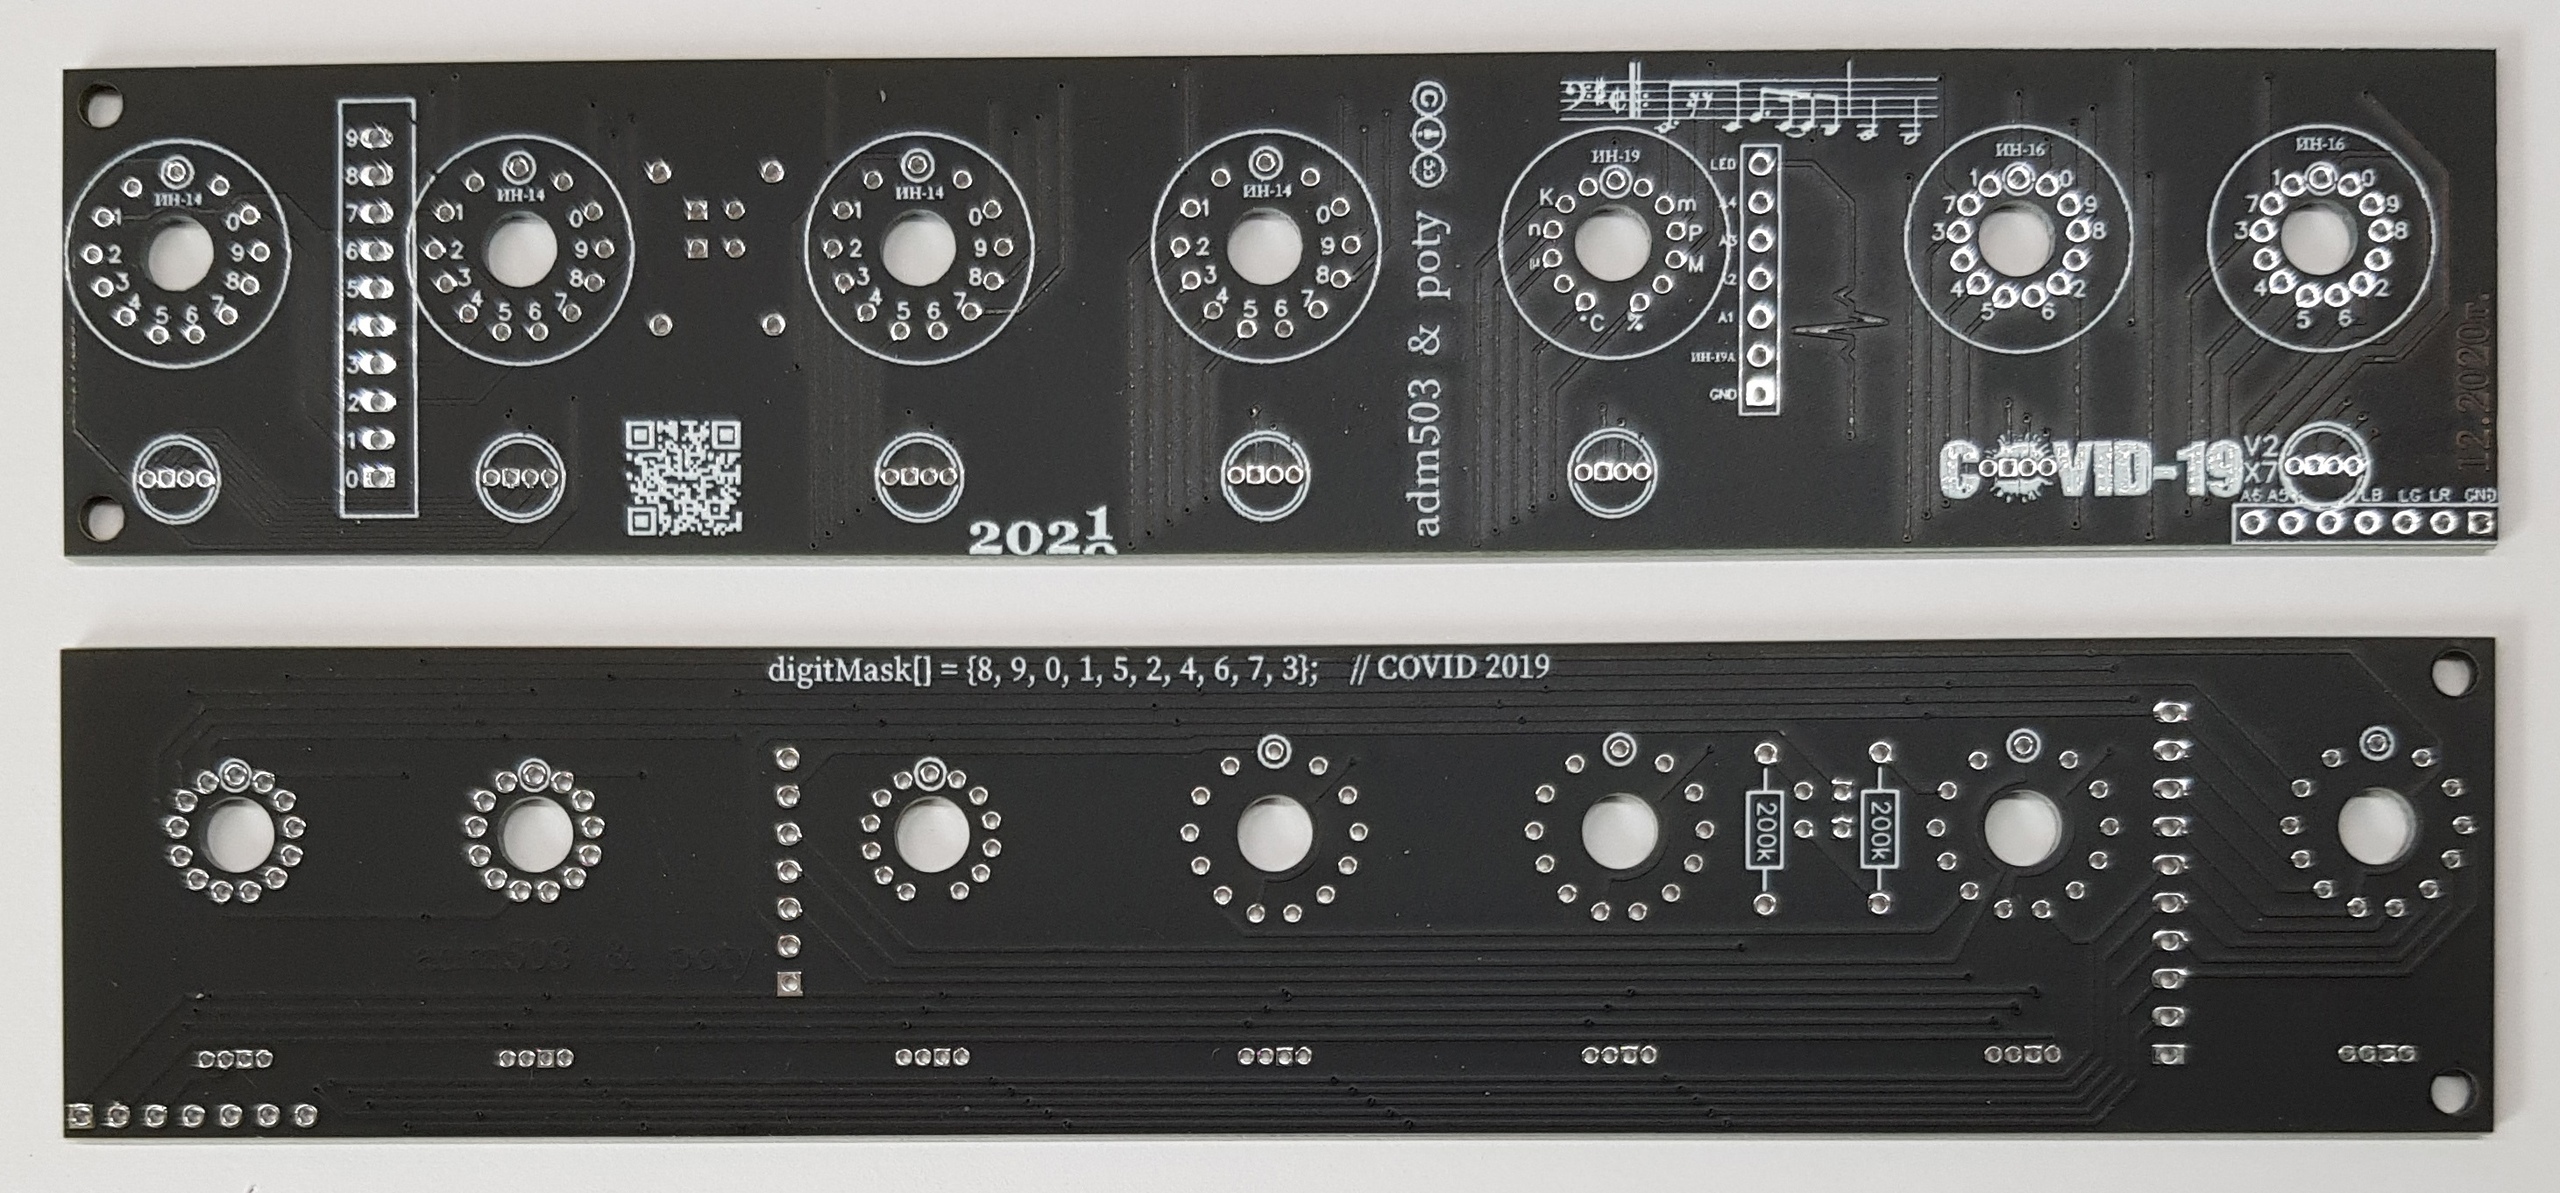 9
8
7
6
5
4
3
2
1
0
ИН-14
1 0
2 9
3 8
4 5 6 7
ИН-14
1 0
2 9
3 8
4 5 6 7
ИН-14
1 0
2 9
3 8
4 5 6 7
ИН-14
1 0
2 9
3 8
4 5 6 7
2021
adm503 & poty
cc
ИН-19
K m
n P
µ M
°C %
LED
A4
A3
A2
A1
ИН-19A
GND
ИН-16
1 0
7 9
3 8
4 2
5 6
ИН-16
1 0
7 9
3 8
4 2
5 6
COVID-19
V2
X7
A6 A5 LB LG LR GND
12.2020г.
digitMask[] = {8, 9, 0, 1, 5, 2, 4, 6, 7, 3}; // COVID 2019
200k
200k
adm503 & poty